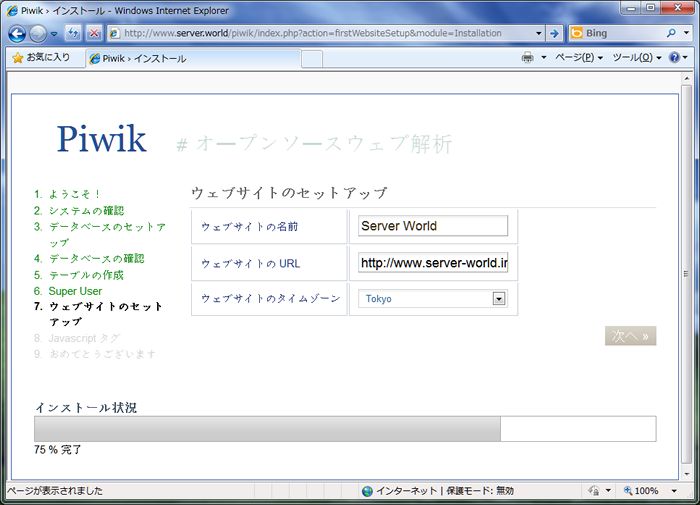 Piwik › インストール - Windows Internet Explorer
http://www.server.world/piwik/index.php?action=firstWebsiteSetup&module=Installation
Bing
お気に入り
Piwik › インストール
ページ(P)
ツール(O)
Piwik
# オープンソースウェブ解析
1. ようこそ！
2. システムの確認
3. データベースのセットア
ップ
4. データベースの確認
5. テーブルの作成
6. Super User
7. ウェブサイトのセット
アップ
8. Javascript タグ
9. おめでとうございます
ウェブサイトのセットアップ
ウェブサイトの名前
Server World
ウェブサイトの URL
http://www.server-world.in
ウェブサイトのタイムゾーン
Tokyo
次へ »
インストール状況
75 % 完了
ページが表示されました
インターネット | 保護モード: 無効
100%